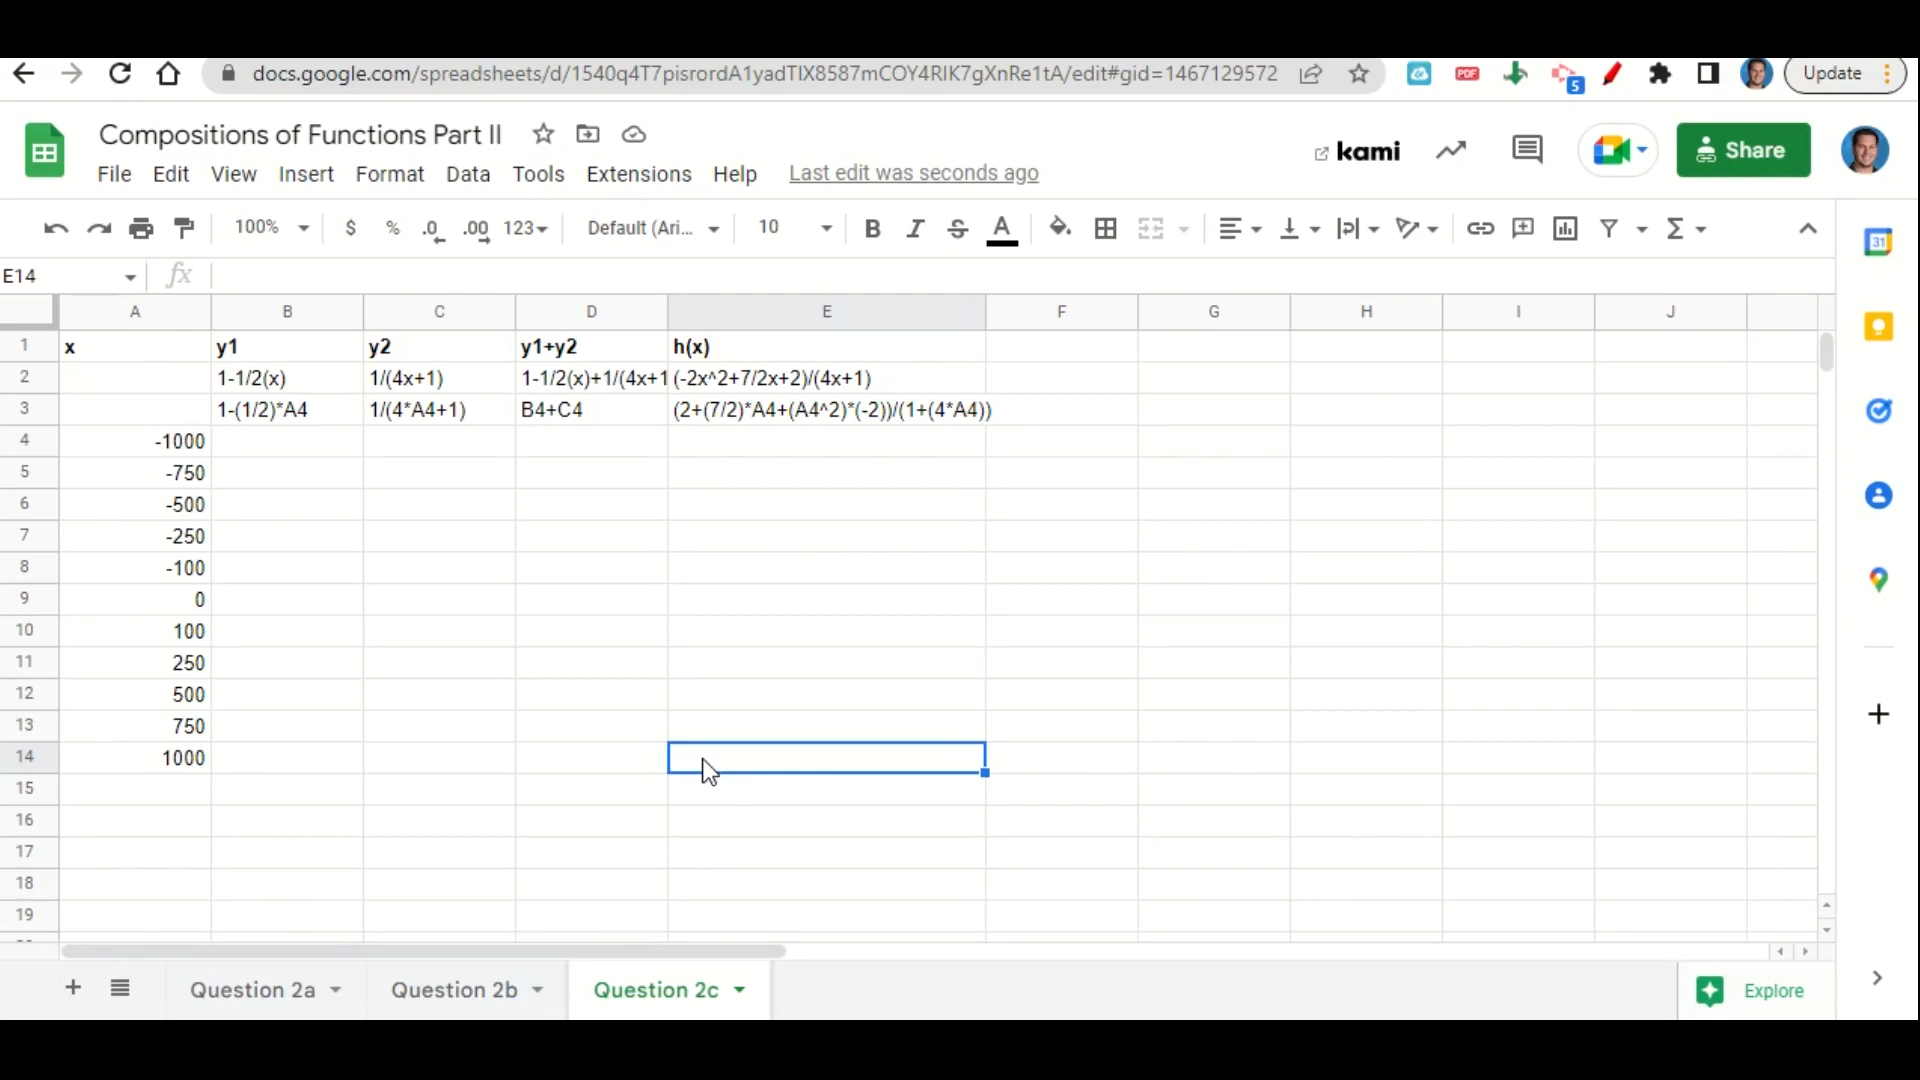 docs.google.com/spreadsheets/d/1540q4T7pisrordA1yadTIX8587mCOY4RIK7gXnRe1tA/edit#gid=1467129572
PDF
5
Update
Compositions of Functions Part II
kami
Share
File Edit View Insert Format Data Tools Extensions Help Last edit was seconds ago
100% $ % .0 .00 123 Default (Ari... 10 B I S A Σ
31
E14 fx
A B C D E F G H I J
1 x y1 y2 y1+y2 h(x)
2 1-1/2(x) 1/(4x+1) 1-1/2(x)+1/(4x+1 (-2x^2+7/2x+2)/(4x+1)
3 1-(1/2)*A4 1/(4*A4+1) B4+C4 (2+(7/2)*A4+(A4^2)*(-2))/(1+(4*A4))
4 -1000
5 -750
6 -500
7 -250
8 -100
9 0
10 100
11 250
12 500
13 750
14 1000
15
16
17
18
19
Question 2a Question 2b Question 2c Explore